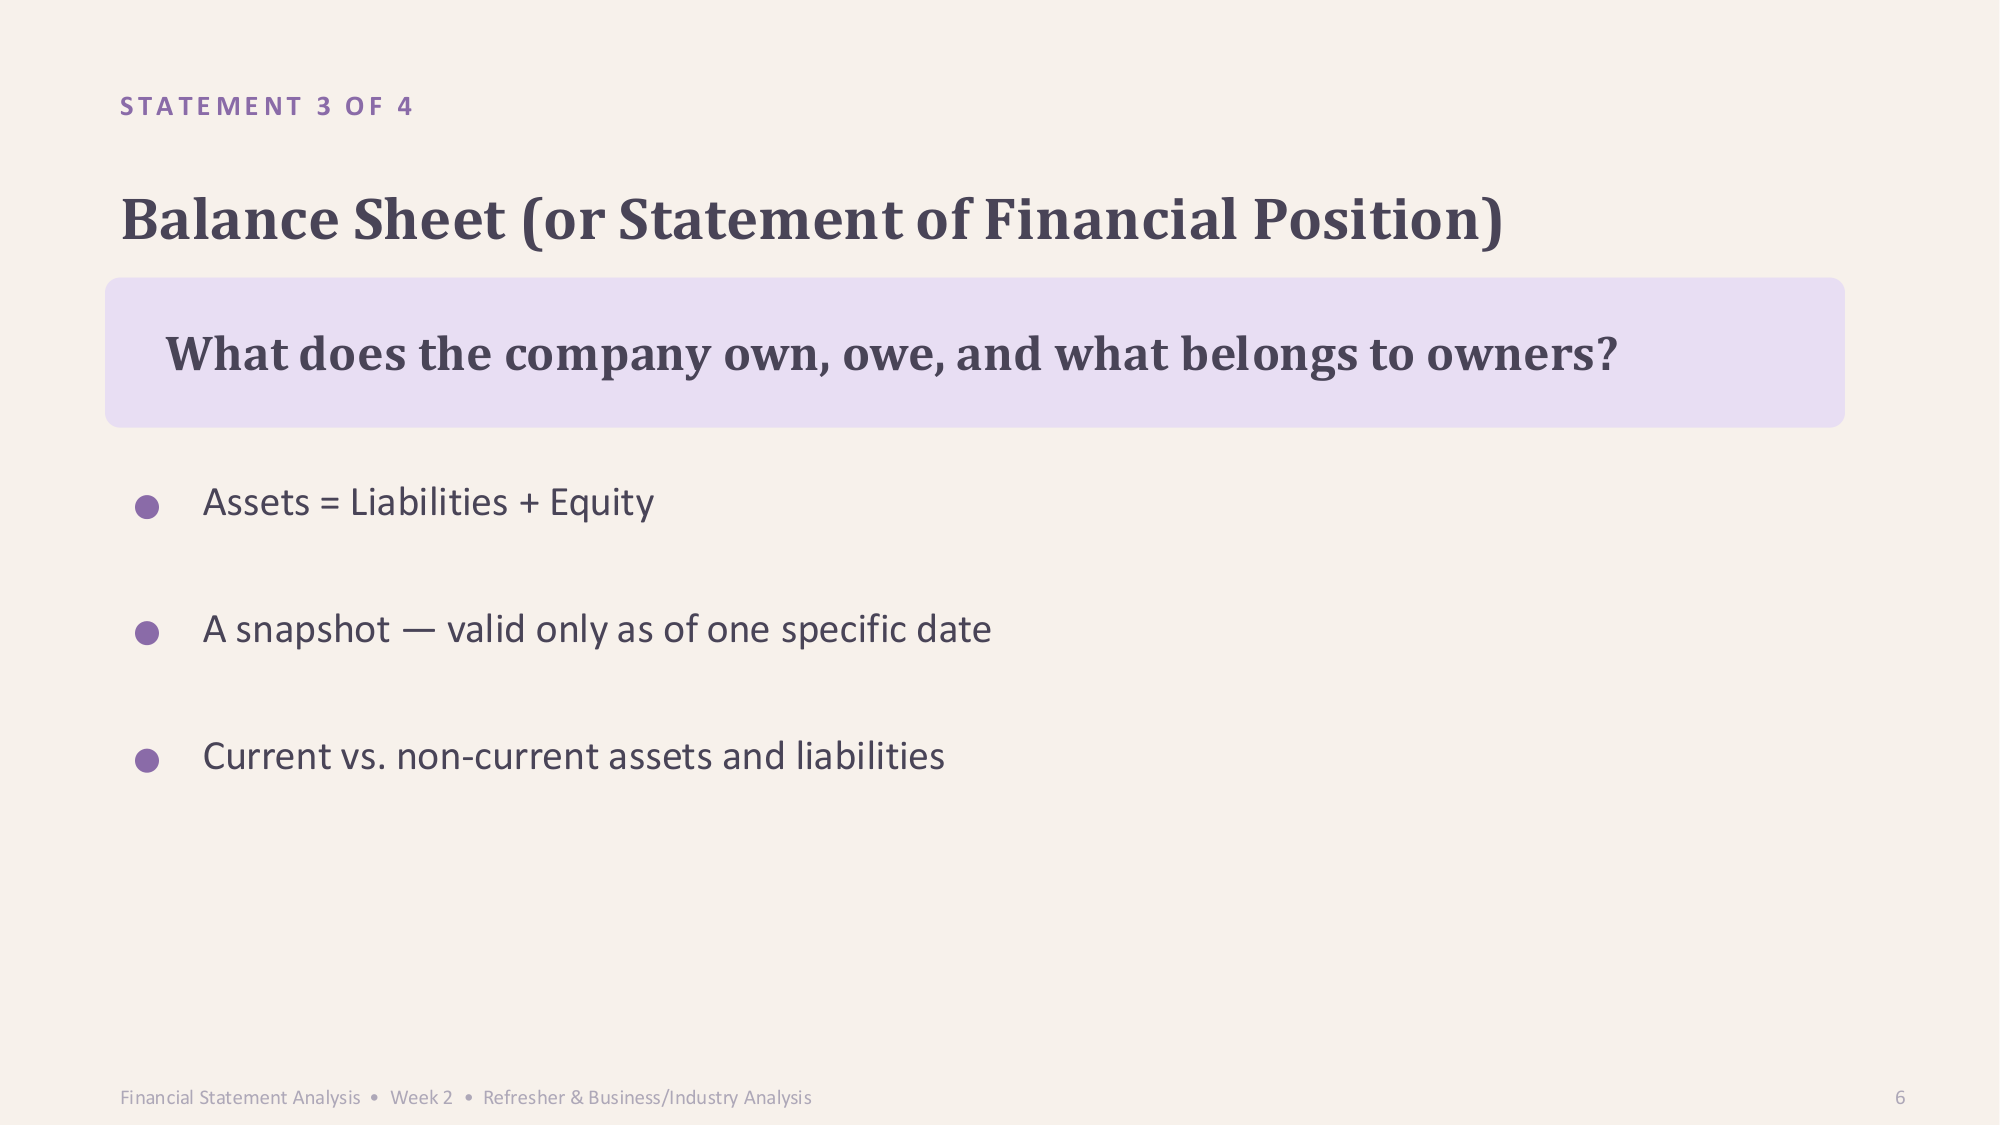 STATEMENT 3 OF 4
Balance Sheet (or Statement of Financial Position)
What does the company own, owe, and what belongs to owners?
● Assets = Liabilities + Equity
● A snapshot — valid only as of one specific date
● Current vs. non-current assets and liabilities
Financial Statement Analysis • Week 2 • Refresher & Business/Industry Analysis
6